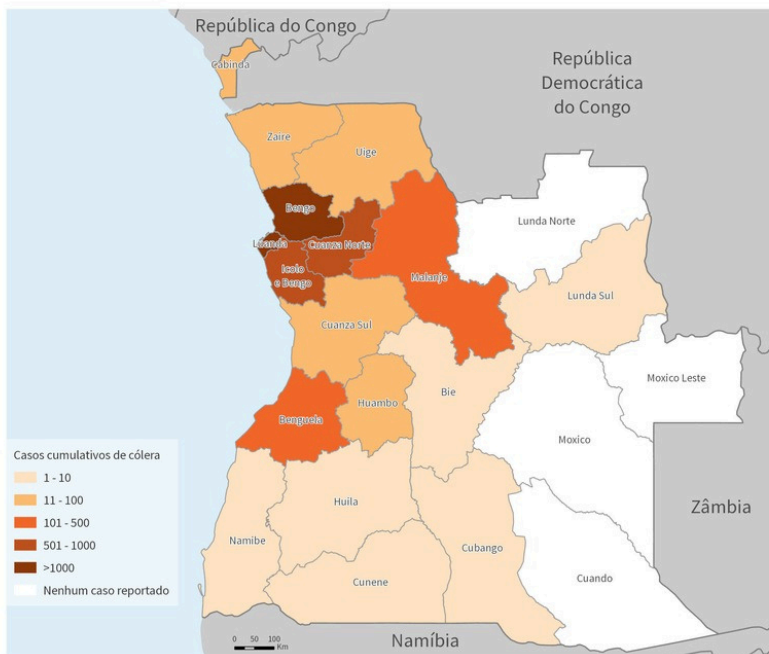 República do Congo
República
Democrática
do Congo
Cabinda
Zaire
Uige
Bengo
Lunda Norte
Luanda
Cuanza Norte
Icolo
e Bengo
Malanje
Lunda Sul
Cuanza Sul
Moxico Leste
Bie
Huambo
Benguela
Moxico
Casos cumulativos de cólera
1 - 10
11 - 100
101 - 500
501 - 1000
>1000
Nenhum caso reportado
Huila
Zâmbia
Namibe
Cubango
Cunene
Cuando
0 50 100
Km
Namíbia